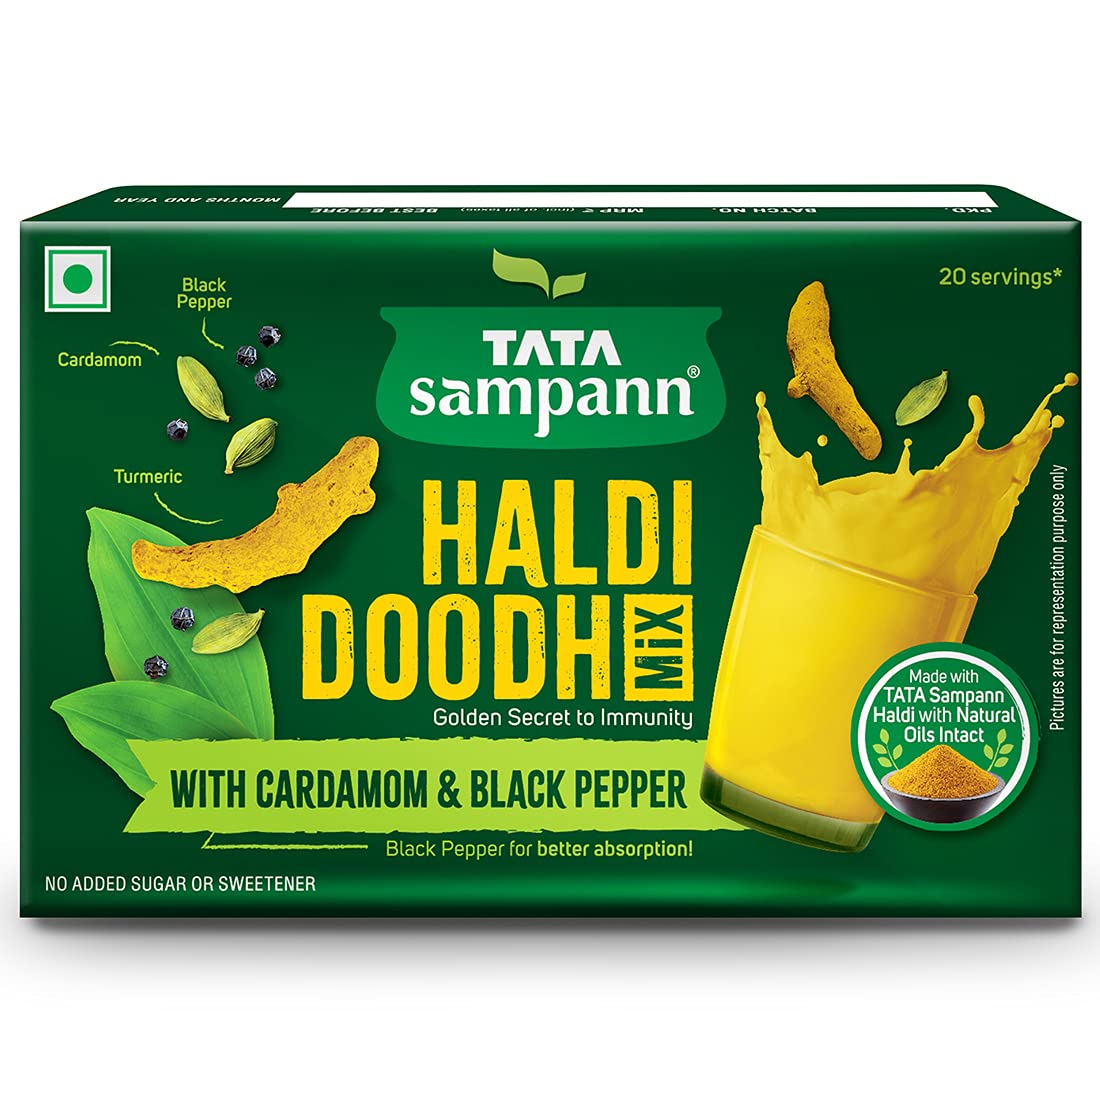 MONTHS AND YEAR
BEST BEFORE
MRP ₹ (incl. of all taxes)
BATCH NO.
PKD.
20 servings*
Black
Pepper
Cardamom
Turmeric
TATA
sampann®
HALDI
DOODH
MiX
Golden Secret to Immunity
WITH CARDAMOM & BLACK PEPPER
Black Pepper for better absorption!
NO ADDED SUGAR OR SWEETENER
Made with
TATA Sampann
Haldi with Natural
Oils Intact
Pictures are for representation purpose only